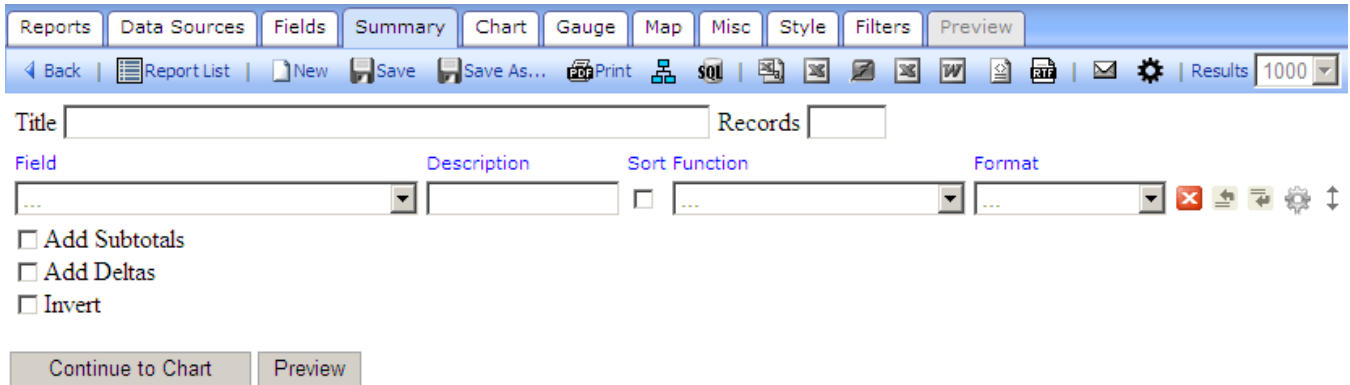 Reports Data Sources Fields Summary Chart Gauge Map Misc Style Filters Preview
Back | Report List | New Save Save As... PDF Print SQL | W RTF | | Results 1000
Title Records
Field Description Sort Function Format
... ... ...
Add Subtotals
Add Deltas
Invert
Continue to Chart Preview